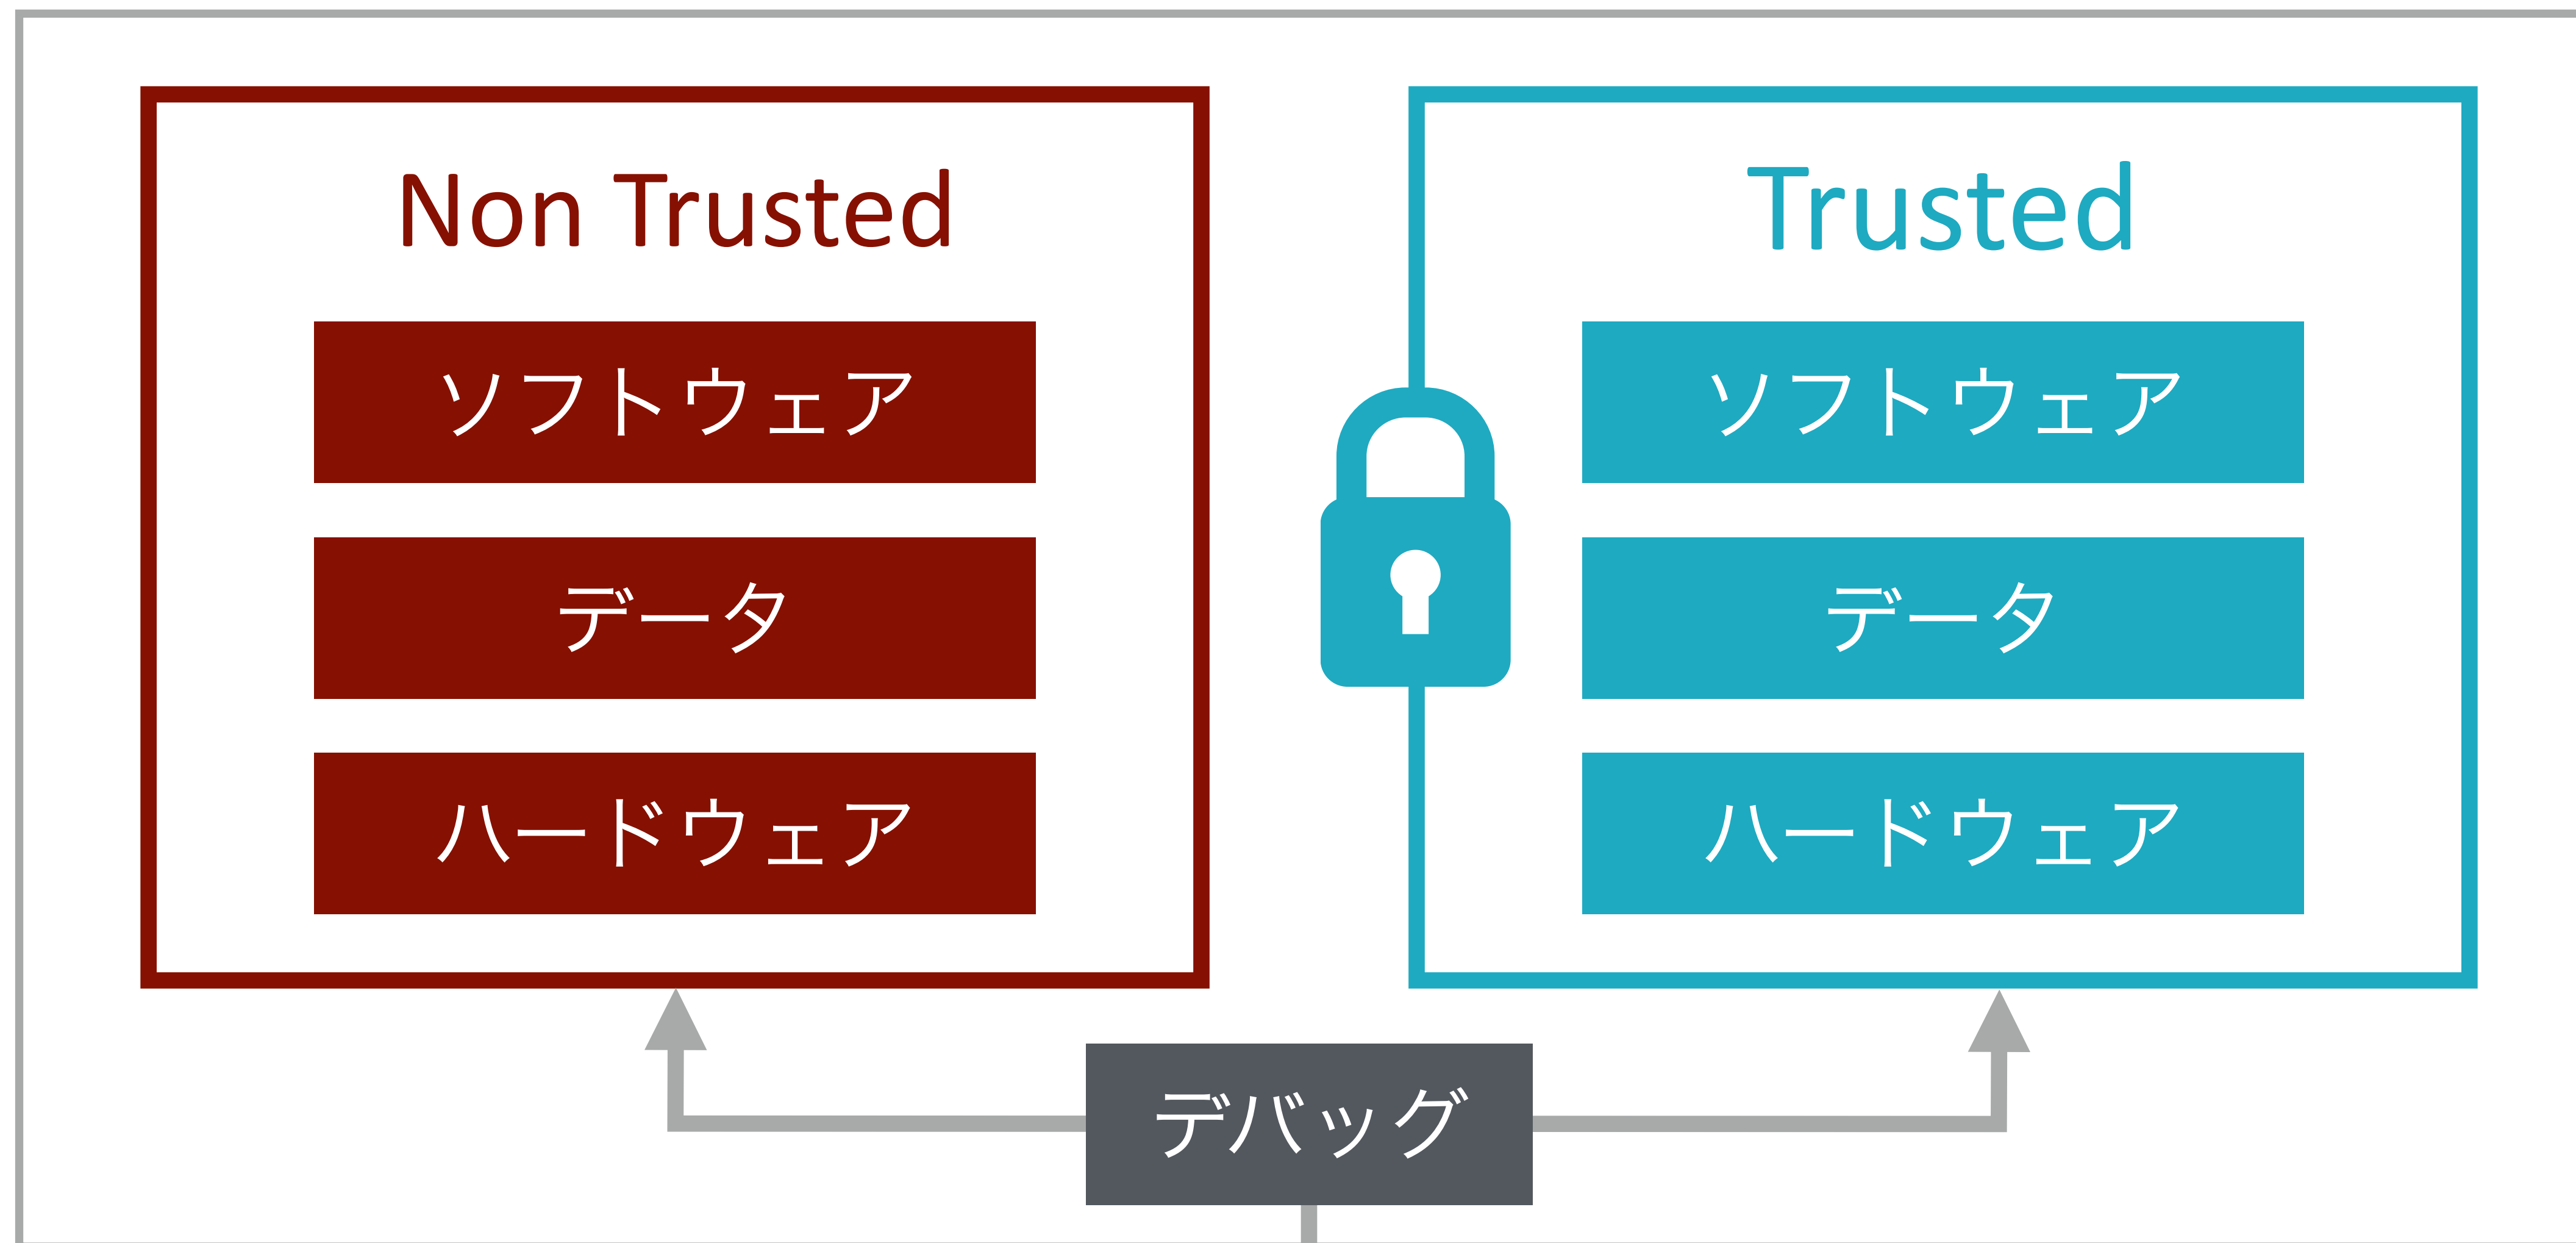 Non Trusted
ソフトウェア
データ
ハードウェア
Trusted
ソフトウェア
データ
ハードウェア
デバッグ